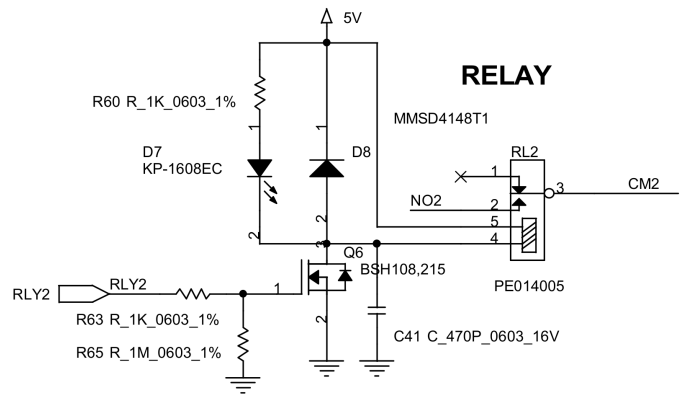 5V
RELAY
R60 R_1K_0603_1%
MMSD4148T1
1
1
D7
KP-1608EC
D8
RL2
1
3
CM2
NO2
2
5
2
2
4
3
Q6
BSH108,215
RLY2
RLY2
1
PE014005
R63 R_1K_0603_1%
2
C41 C_470P_0603_16V
R65 R_1M_0603_1%